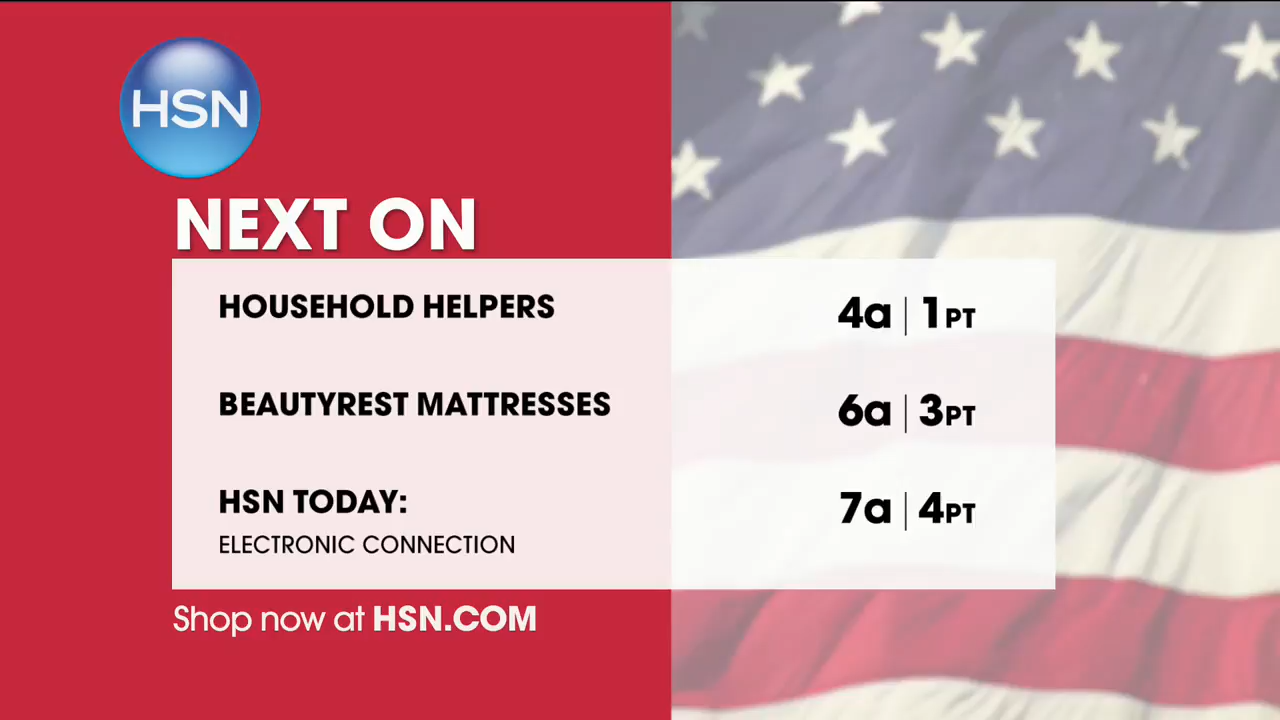 HSN
NEXT ON
HOUSEHOLD HELPERS 4a | 1PT
BEAUTYREST MATTRESSES 6a | 3PT
HSN TODAY: 7a | 4PT
ELECTRONIC CONNECTION
Shop now at HSN.COM